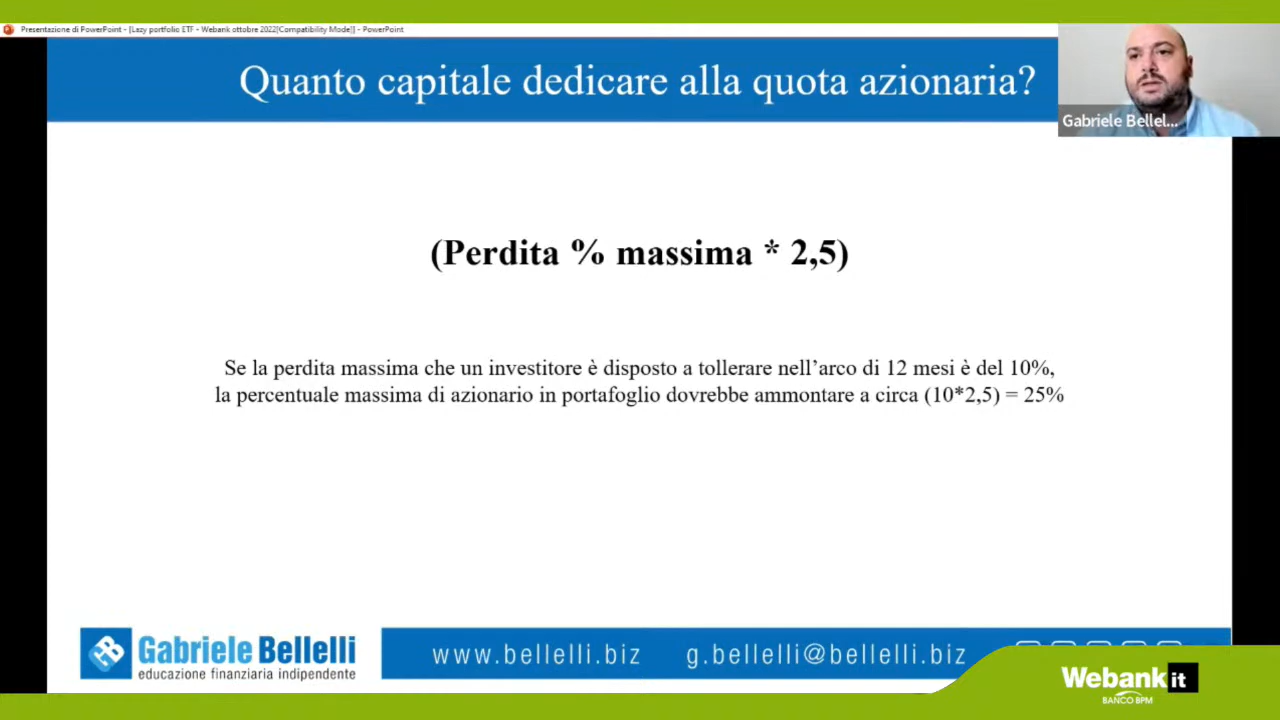 Presentazione di PowerPoint - [Lazy portfolio ETF - Webank ottobre 2022[Compatibility Mode]] - PowerPoint
Quanto capitale dedicare alla quota azionaria?
Gabriele Bellel...
(Perdita % massima * 2,5)
Se la perdita massima che un investitore è disposto a tollerare nell'arco di 12 mesi è del 10%,
la percentuale massima di azionario in portafoglio dovrebbe ammontare a circa (10*2,5) = 25%
Gabriele Bellelli
educazione finanziaria indipendente
www.bellelli.biz g.bellelli@bellelli.biz
Webank it
BANCO BPM